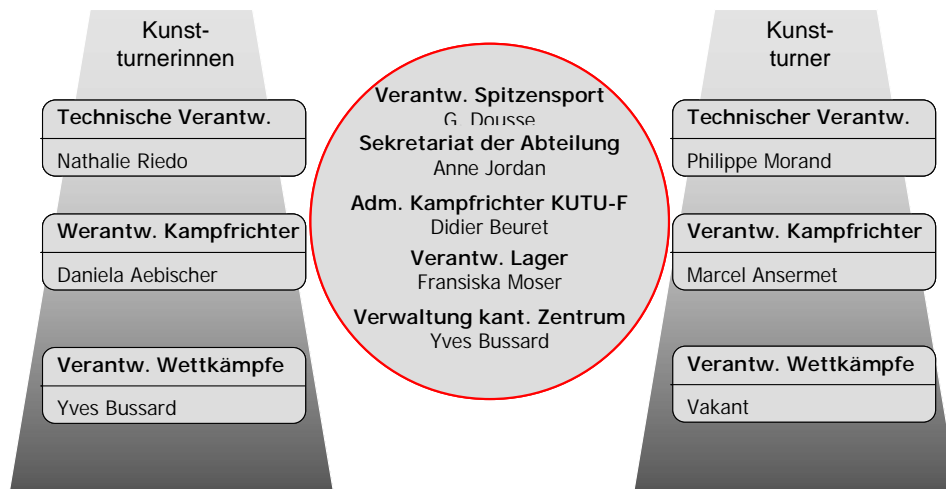 Kunst-
turnerinnen
Technische Verantw.
Nathalie Riedo
Werantw. Kampfrichter
Daniela Aebischer
Verantw. Wettkämpfe
Yves Bussard
Verantw. Spitzensport
G. Dousse
Sekretariat der Abteilung
Anne Jordan
Adm. Kampfrichter KUTU-F
Didier Beuret
Verantw. Lager
Fransiska Moser
Verwaltung kant. Zentrum
Yves Bussard
Kunst-
turner
Technischer Verantw.
Philippe Morand
Verantw. Kampfrichter
Marcel Ansermet
Verantw. Wettkämpfe
Vakant